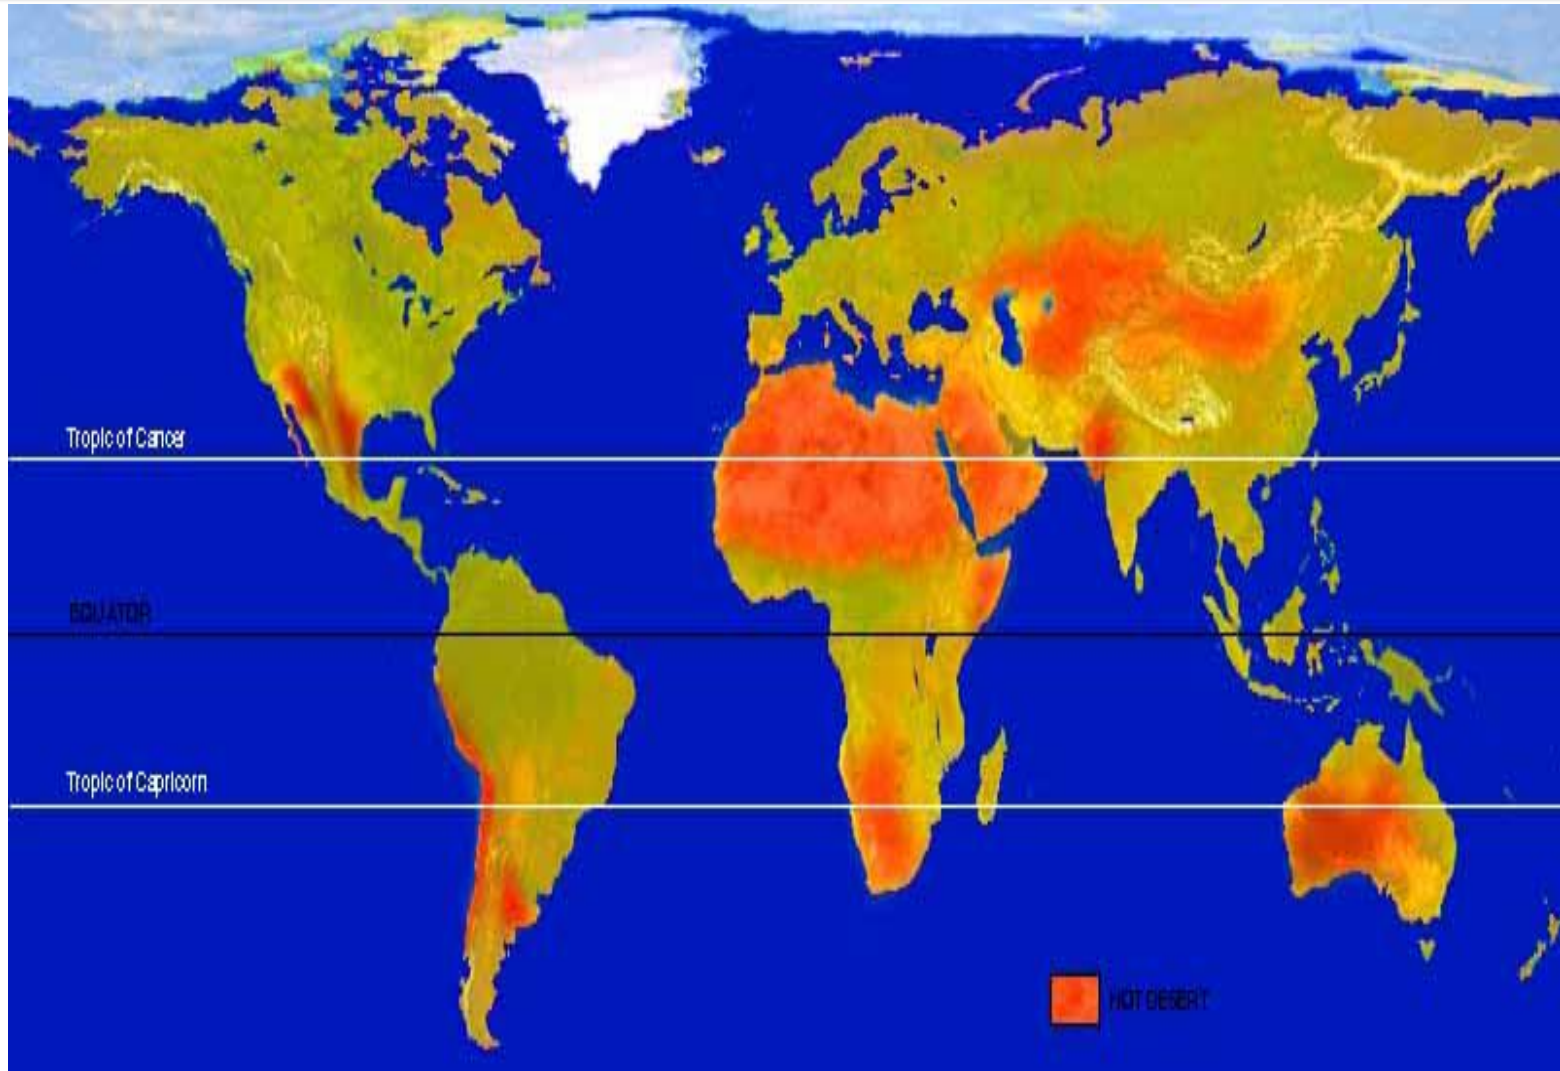 Tropic of Cancer
EQUATOR
Tropic of Capricorn
HOT DESERT